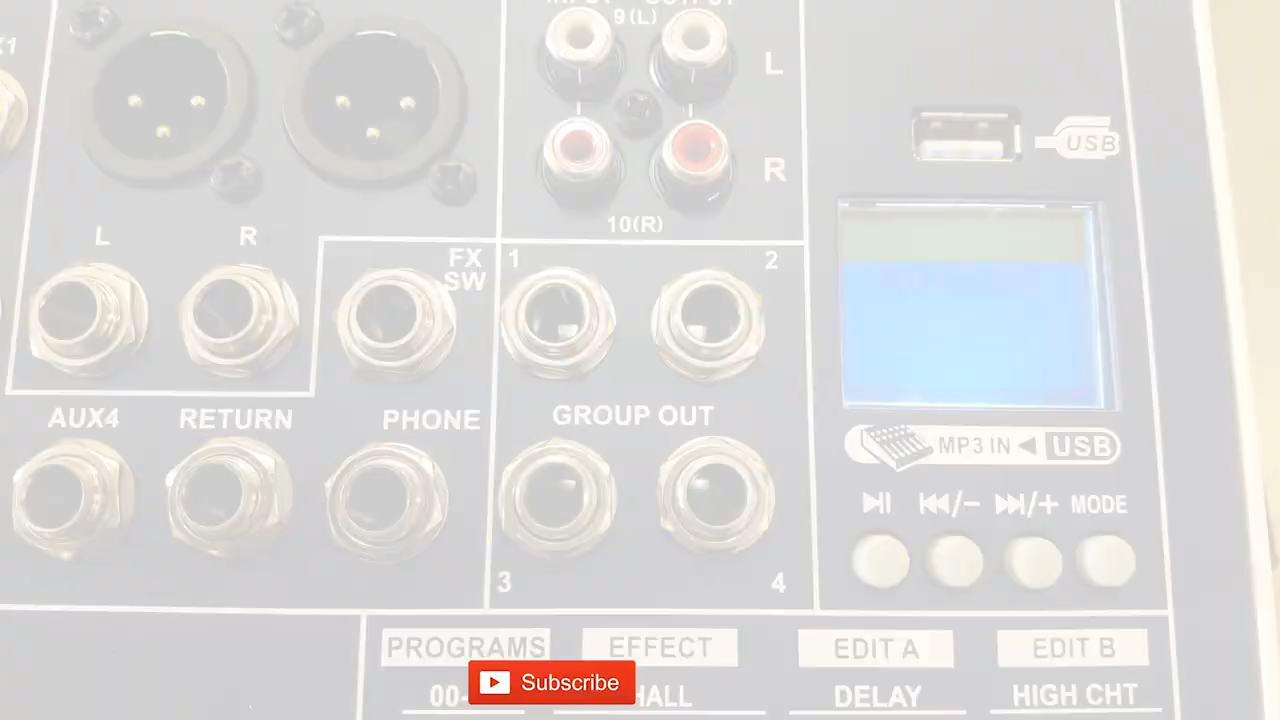 9(L)
L
USB
R
10(R)
L
R
FX
SW
1
2
AUX4
RETURN
PHONE
GROUP OUT
MP3 IN ◀ USB
/− /+ MODE
3
4
PROGRAMS EFFECT EDIT A EDIT B
Subscribe
DELAY HIGH CHT